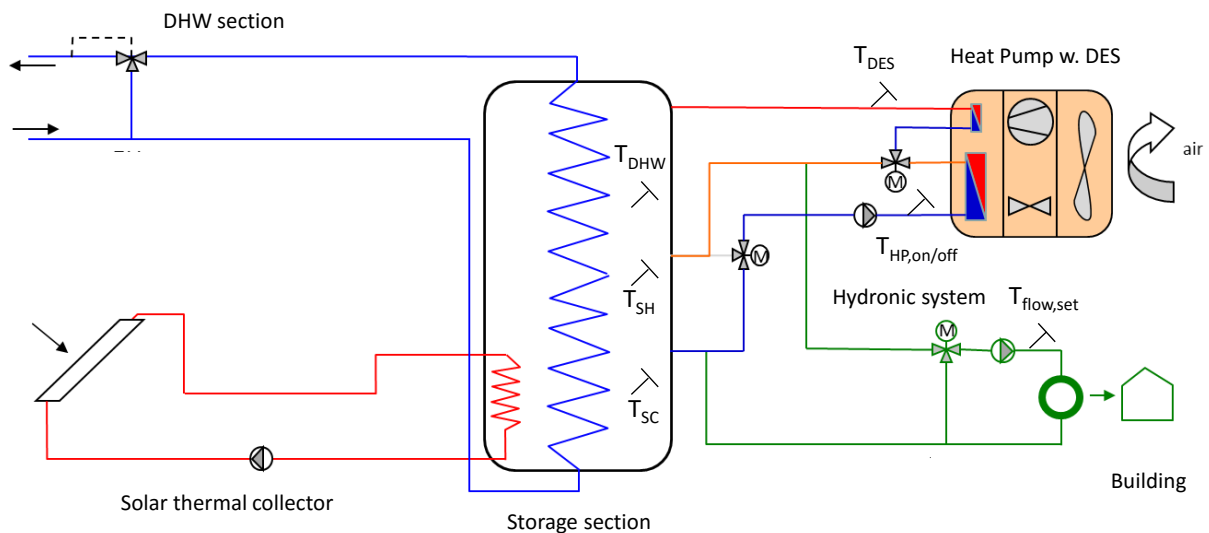 DHW section
Heat Pump w. DES
T_DES
air
T_DHW
M
T_HP,on/off
M
T_SH
Hydronic system
T_flow,set
M
T_SC
Solar thermal collector
Storage section
Building